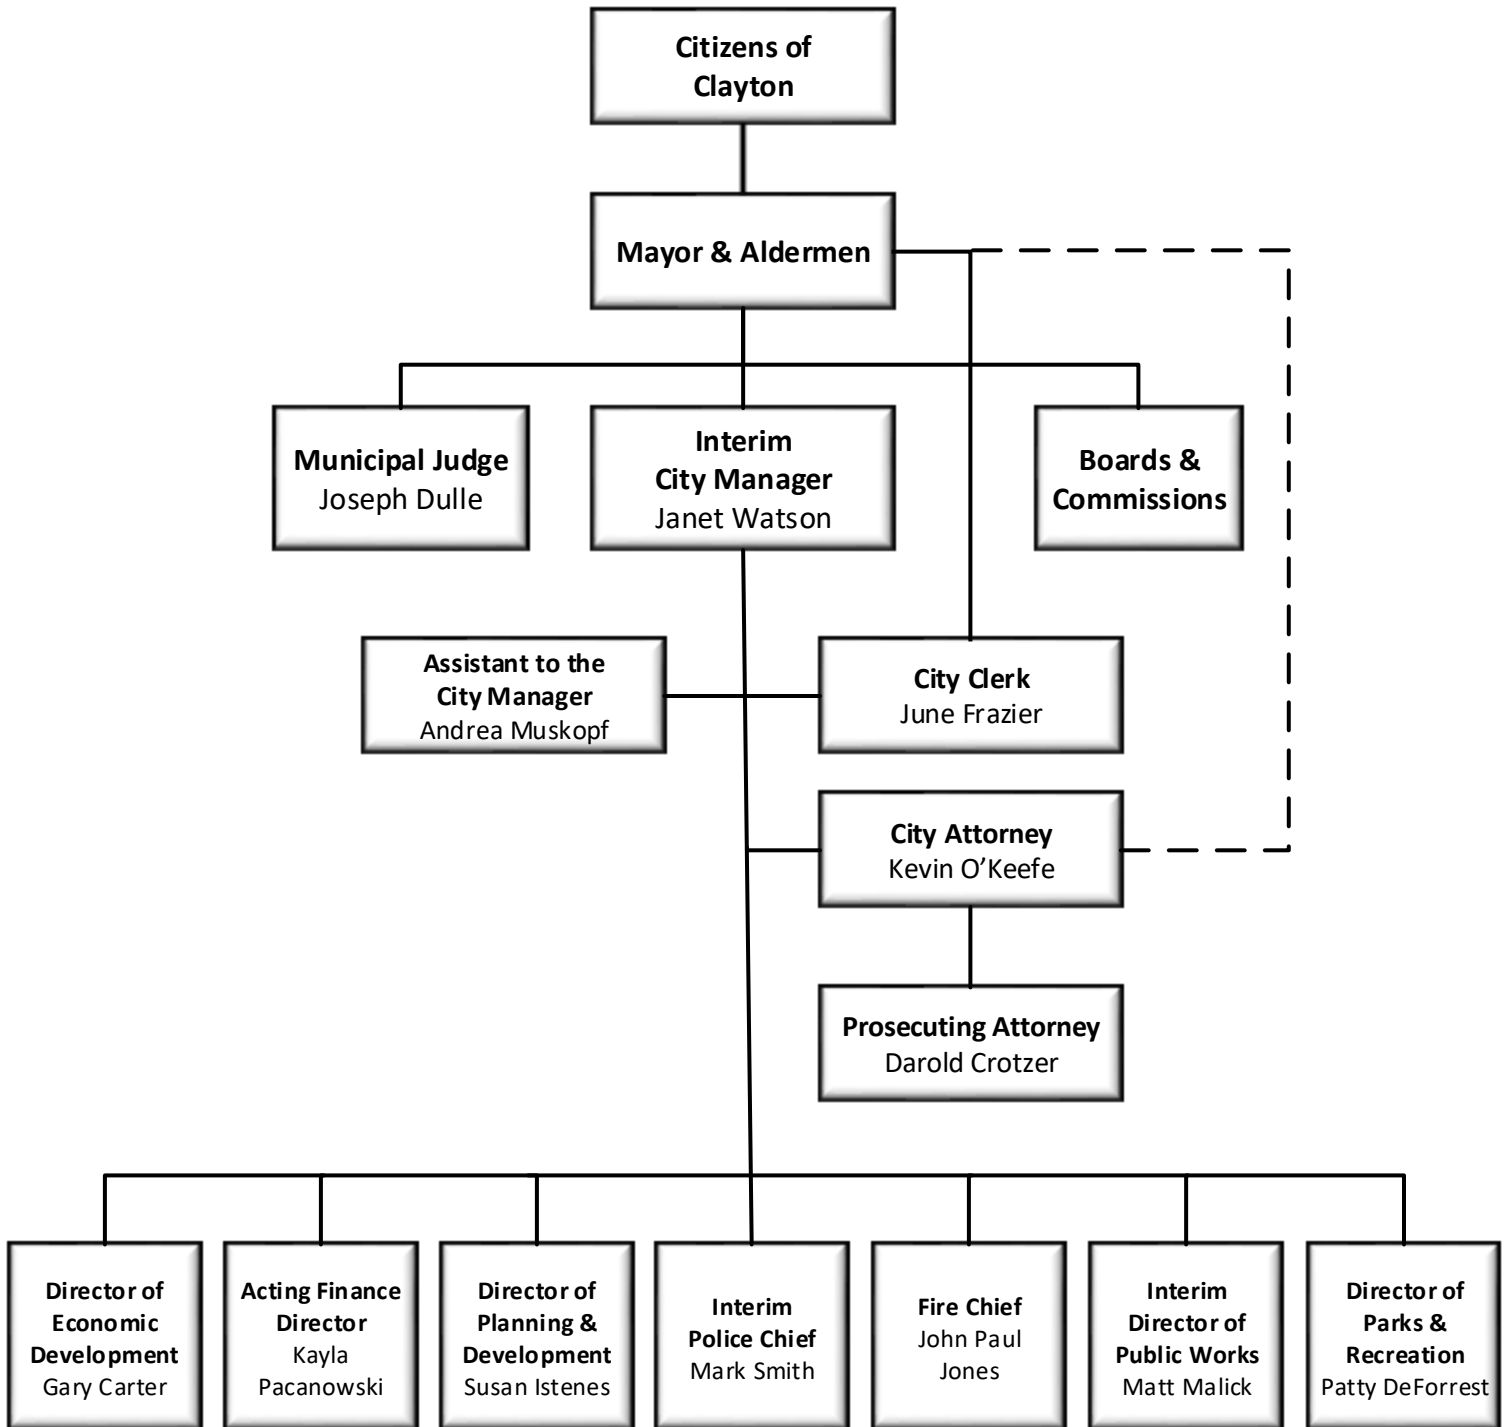 Citizens of
Clayton
Mayor & Aldermen
Municipal Judge
Joseph Dulle
Interim
City Manager
Janet Watson
Boards &
Commissions
Assistant to the
City Manager
Andrea Muskopf
City Clerk
June Frazier
City Attorney
Kevin O’Keefe
Prosecuting Attorney
Darold Crotzer
Director of
Economic
Development
Gary Carter
Acting Finance
Director
Kayla
Pacanowski
Director of
Planning &
Development
Susan Istenes
Interim
Police Chief
Mark Smith
Fire Chief
John Paul
Jones
Interim
Director of
Public Works
Matt Malick
Director of
Parks &
Recreation
Patty DeForrest